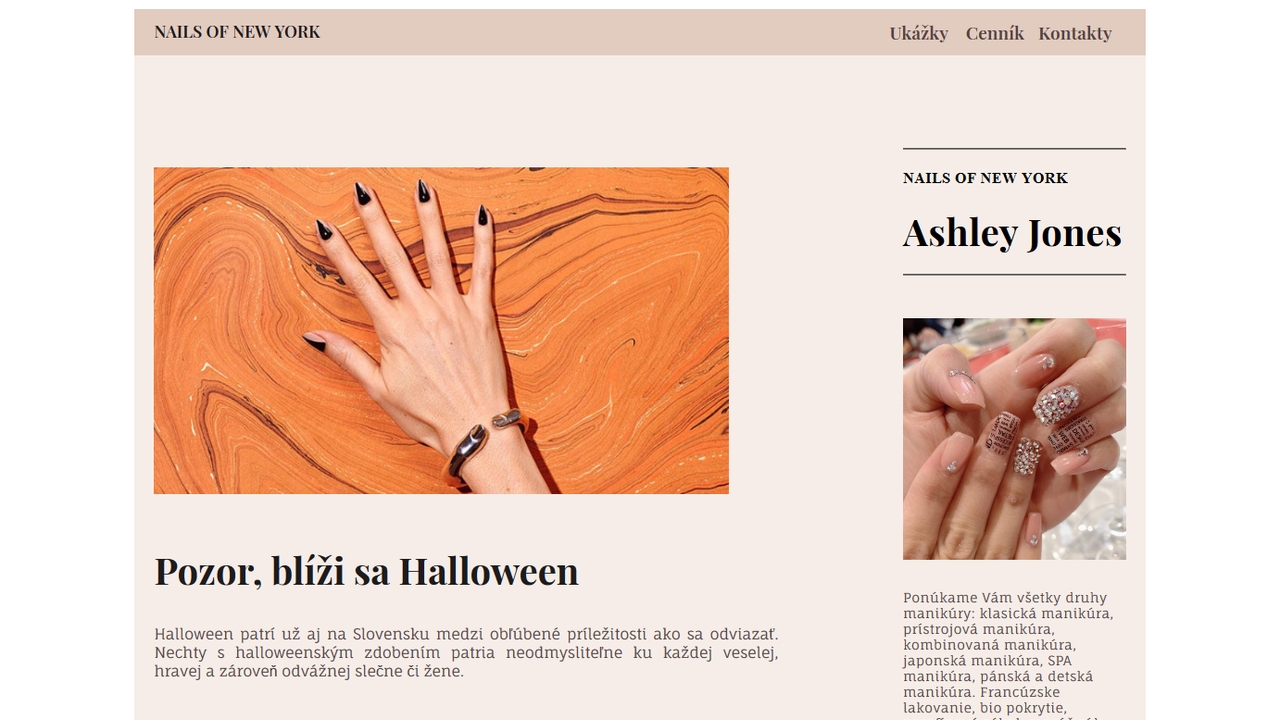 NAILS OF NEW YORK
Ukážky Cenník Kontakty
NAILS OF NEW YORK
Ashley Jones
Pozor, blíži sa Halloween
Halloween patrí už aj na Slovensku medzi obľúbené príležitosti ako sa odviazať.
Nechty s halloweenským zdobením patria neodmysliteľne ku každej veselej,
hravej a zároveň odvážnej slečne či žene.
Ponúkame Vám všetky druhy
manikúry: klasická manikúra,
prístrojová manikúra,
kombinovaná manikúra,
japonská manikúra, SPA
manikúra, pánská a detská
manikúra. Francúzske
lakovanie, bio pokrytie,